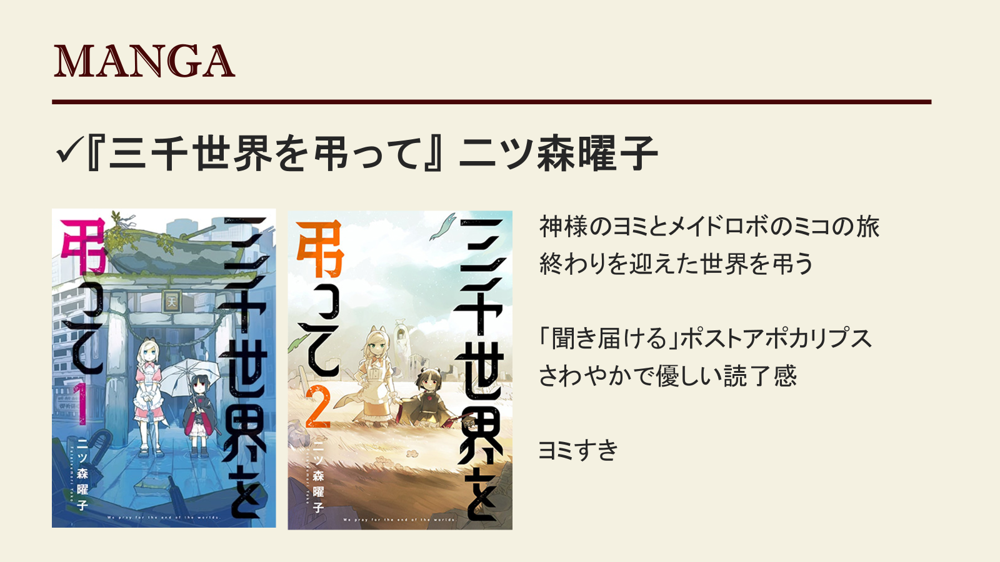 MANGA
✓『三千世界を弔って』 二ツ森曜子
三千世界を
弔って
1
二ツ森曜子
天
三千世界を
弔って
2
二ツ森曜子
We pray for the end of the worlds
神様のヨミとメイドロボのミコの旅
終わりを迎えた世界を弔う
「聞き届ける」ポストアポカリプス
さわやかで優しい読了感
ヨミすき
We pray for the end of the worlds